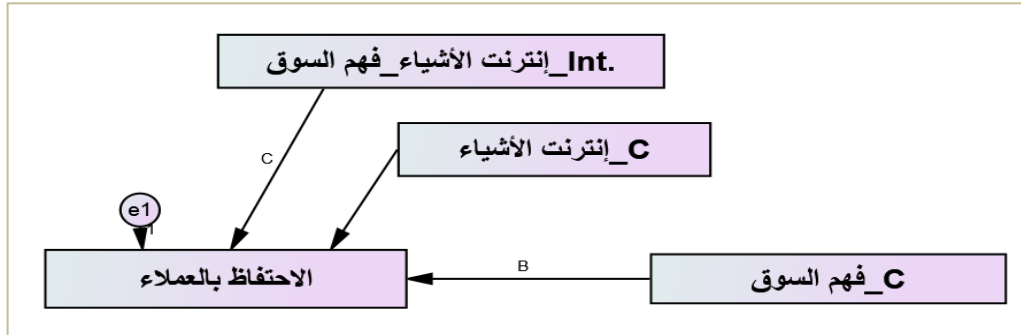 Int._إنترنت الأشياء_فهم السوق
C_إنترنت الأشياء
C
e1
1
الاحتفاظ بالعملاء
B
C_فهم السوق